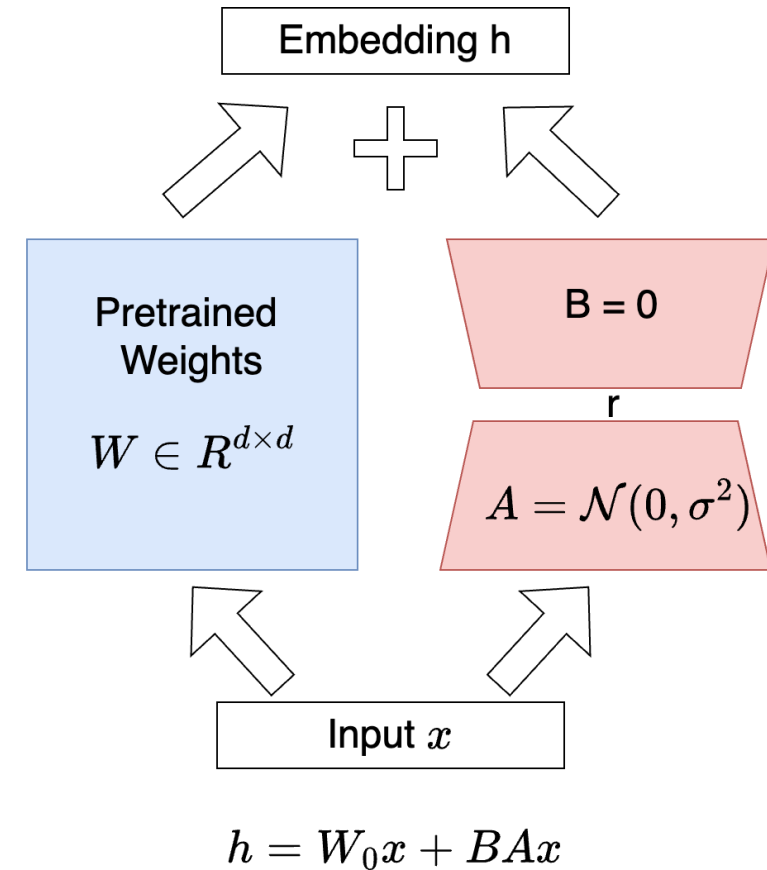 Embedding h
Pretrained
Weights
W ∈ R^{d×d}
B = 0
r
A = 𝒩(0, σ²)
Input x
h = W₀x + BAx